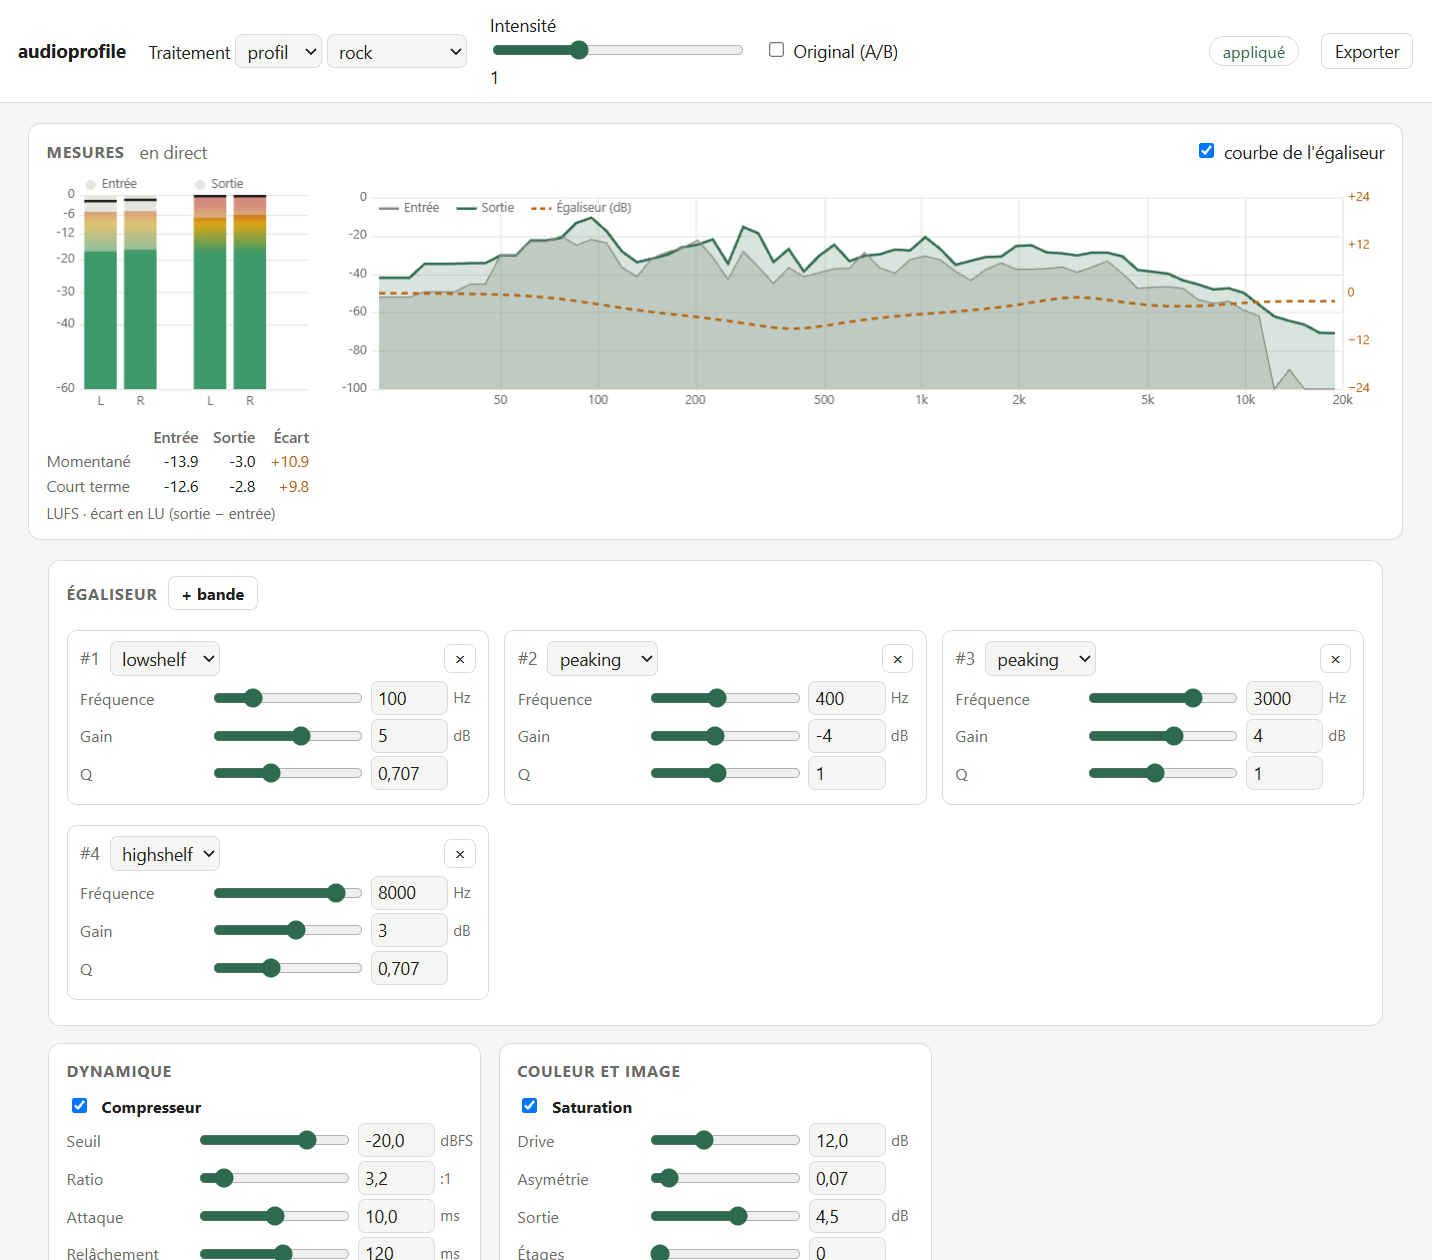 audioprofile Traitement profil rock Intensité 1 Original (A/B) appliqué Exporter
MESURES en direct courbe de l'égaliseur
Entrée Sortie
0
-6
-12
-20
-30
-40
-60
L R L R
0 Entrée Sortie Égaliseur (dB) +24
-20
+12
-40
0
-60
-80
−12
-100
−24
50 100 200 500 1k 2k 5k 10k 20k
Entrée Sortie Écart
Momentané -13.9 -3.0 +10.9
Court terme -12.6 -2.8 +9.8
LUFS · écart en LU (sortie − entrée)
ÉGALISEUR + bande
#1 lowshelf ×
Fréquence 100 Hz
Gain 5 dB
Q 0,707
#2 peaking ×
Fréquence 400 Hz
Gain -4 dB
Q 1
#3 peaking ×
Fréquence 3000 Hz
Gain 4 dB
Q 1
#4 highshelf ×
Fréquence 8000 Hz
Gain 3 dB
Q 0,707
DYNAMIQUE
Compresseur
Seuil -20,0 dBFS
Ratio 3,2 :1
Attaque 10,0 ms
Relâchement 120 ms
COULEUR ET IMAGE
Saturation
Drive 12,0 dB
Asymétrie 0,07
Sortie 4,5 dB
Étages 0